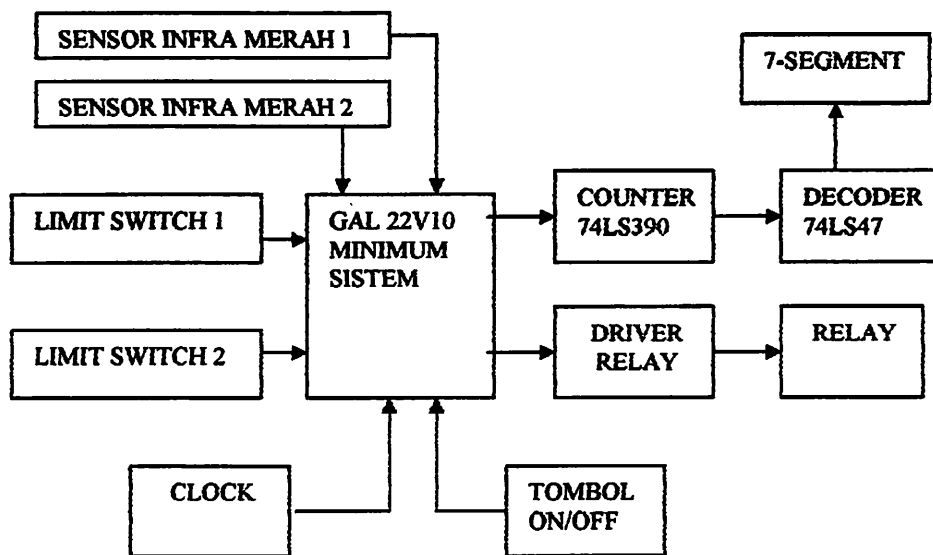 SENSOR INFRA MERAH 1
SENSOR INFRA MERAH 2
7-SEGMENT
LIMIT SWITCH 1
GAL 22V10
MINIMUM
SISTEM
COUNTER
74LS390
DECODER
74LS47
LIMIT SWITCH 2
DRIVER
RELAY
RELAY
CLOCK
TOMBOL
ON/OFF